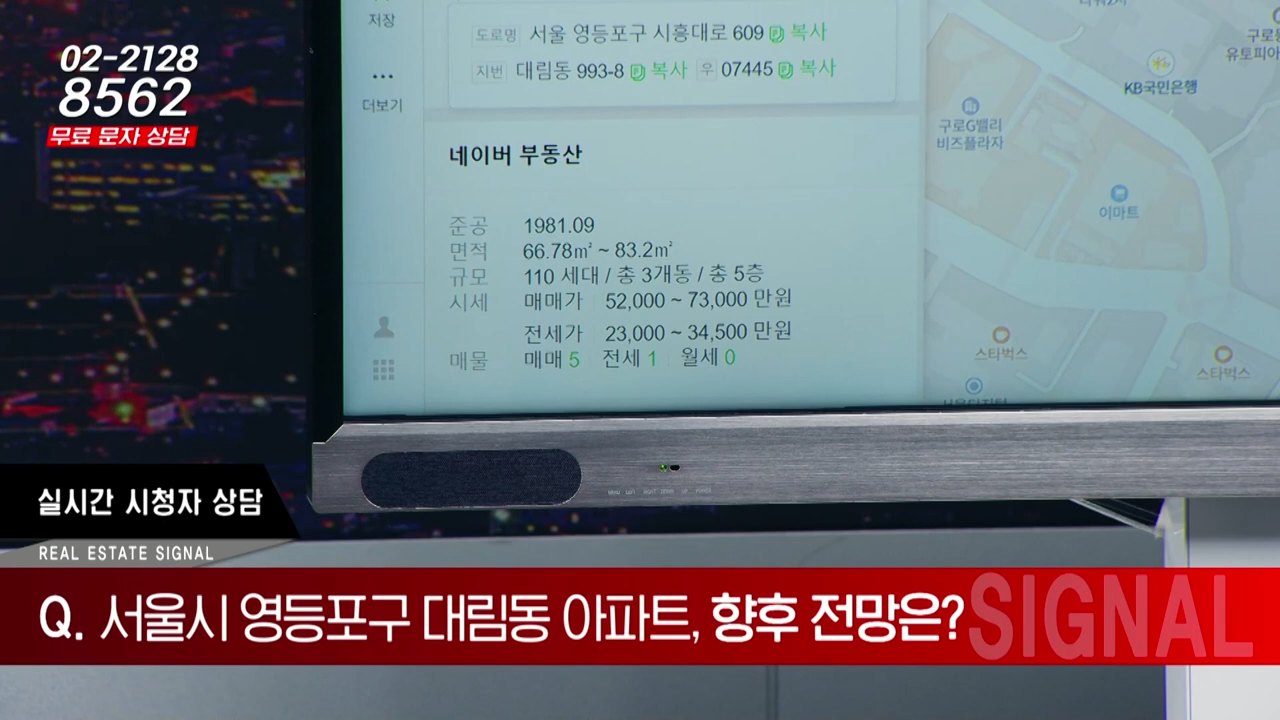 02-2128
8562
무료 문자 상담
저장
더보기
도로명 서울 영등포구 시흥대로 609 복사
지번 대림동 993-8 복사 우 07445 복사
네이버 부동산
준공 1981.09
면적 66.78㎡ ~ 83.2㎡
규모 110 세대 / 총 3개동 / 총 5층
시세 매매가 52,000 ~ 73,000 만원
전세가 23,000 ~ 34,500 만원
매물 매매 5 전세 1 월세 0
KB국민은행
구로G밸리
비즈플라자
이마트
스타벅스
스타벅스
실시간 시청자 상담
REAL ESTATE SIGNAL
Q. 서울시 영등포구 대림동 아파트, 향후 전망은?
SIGNAL